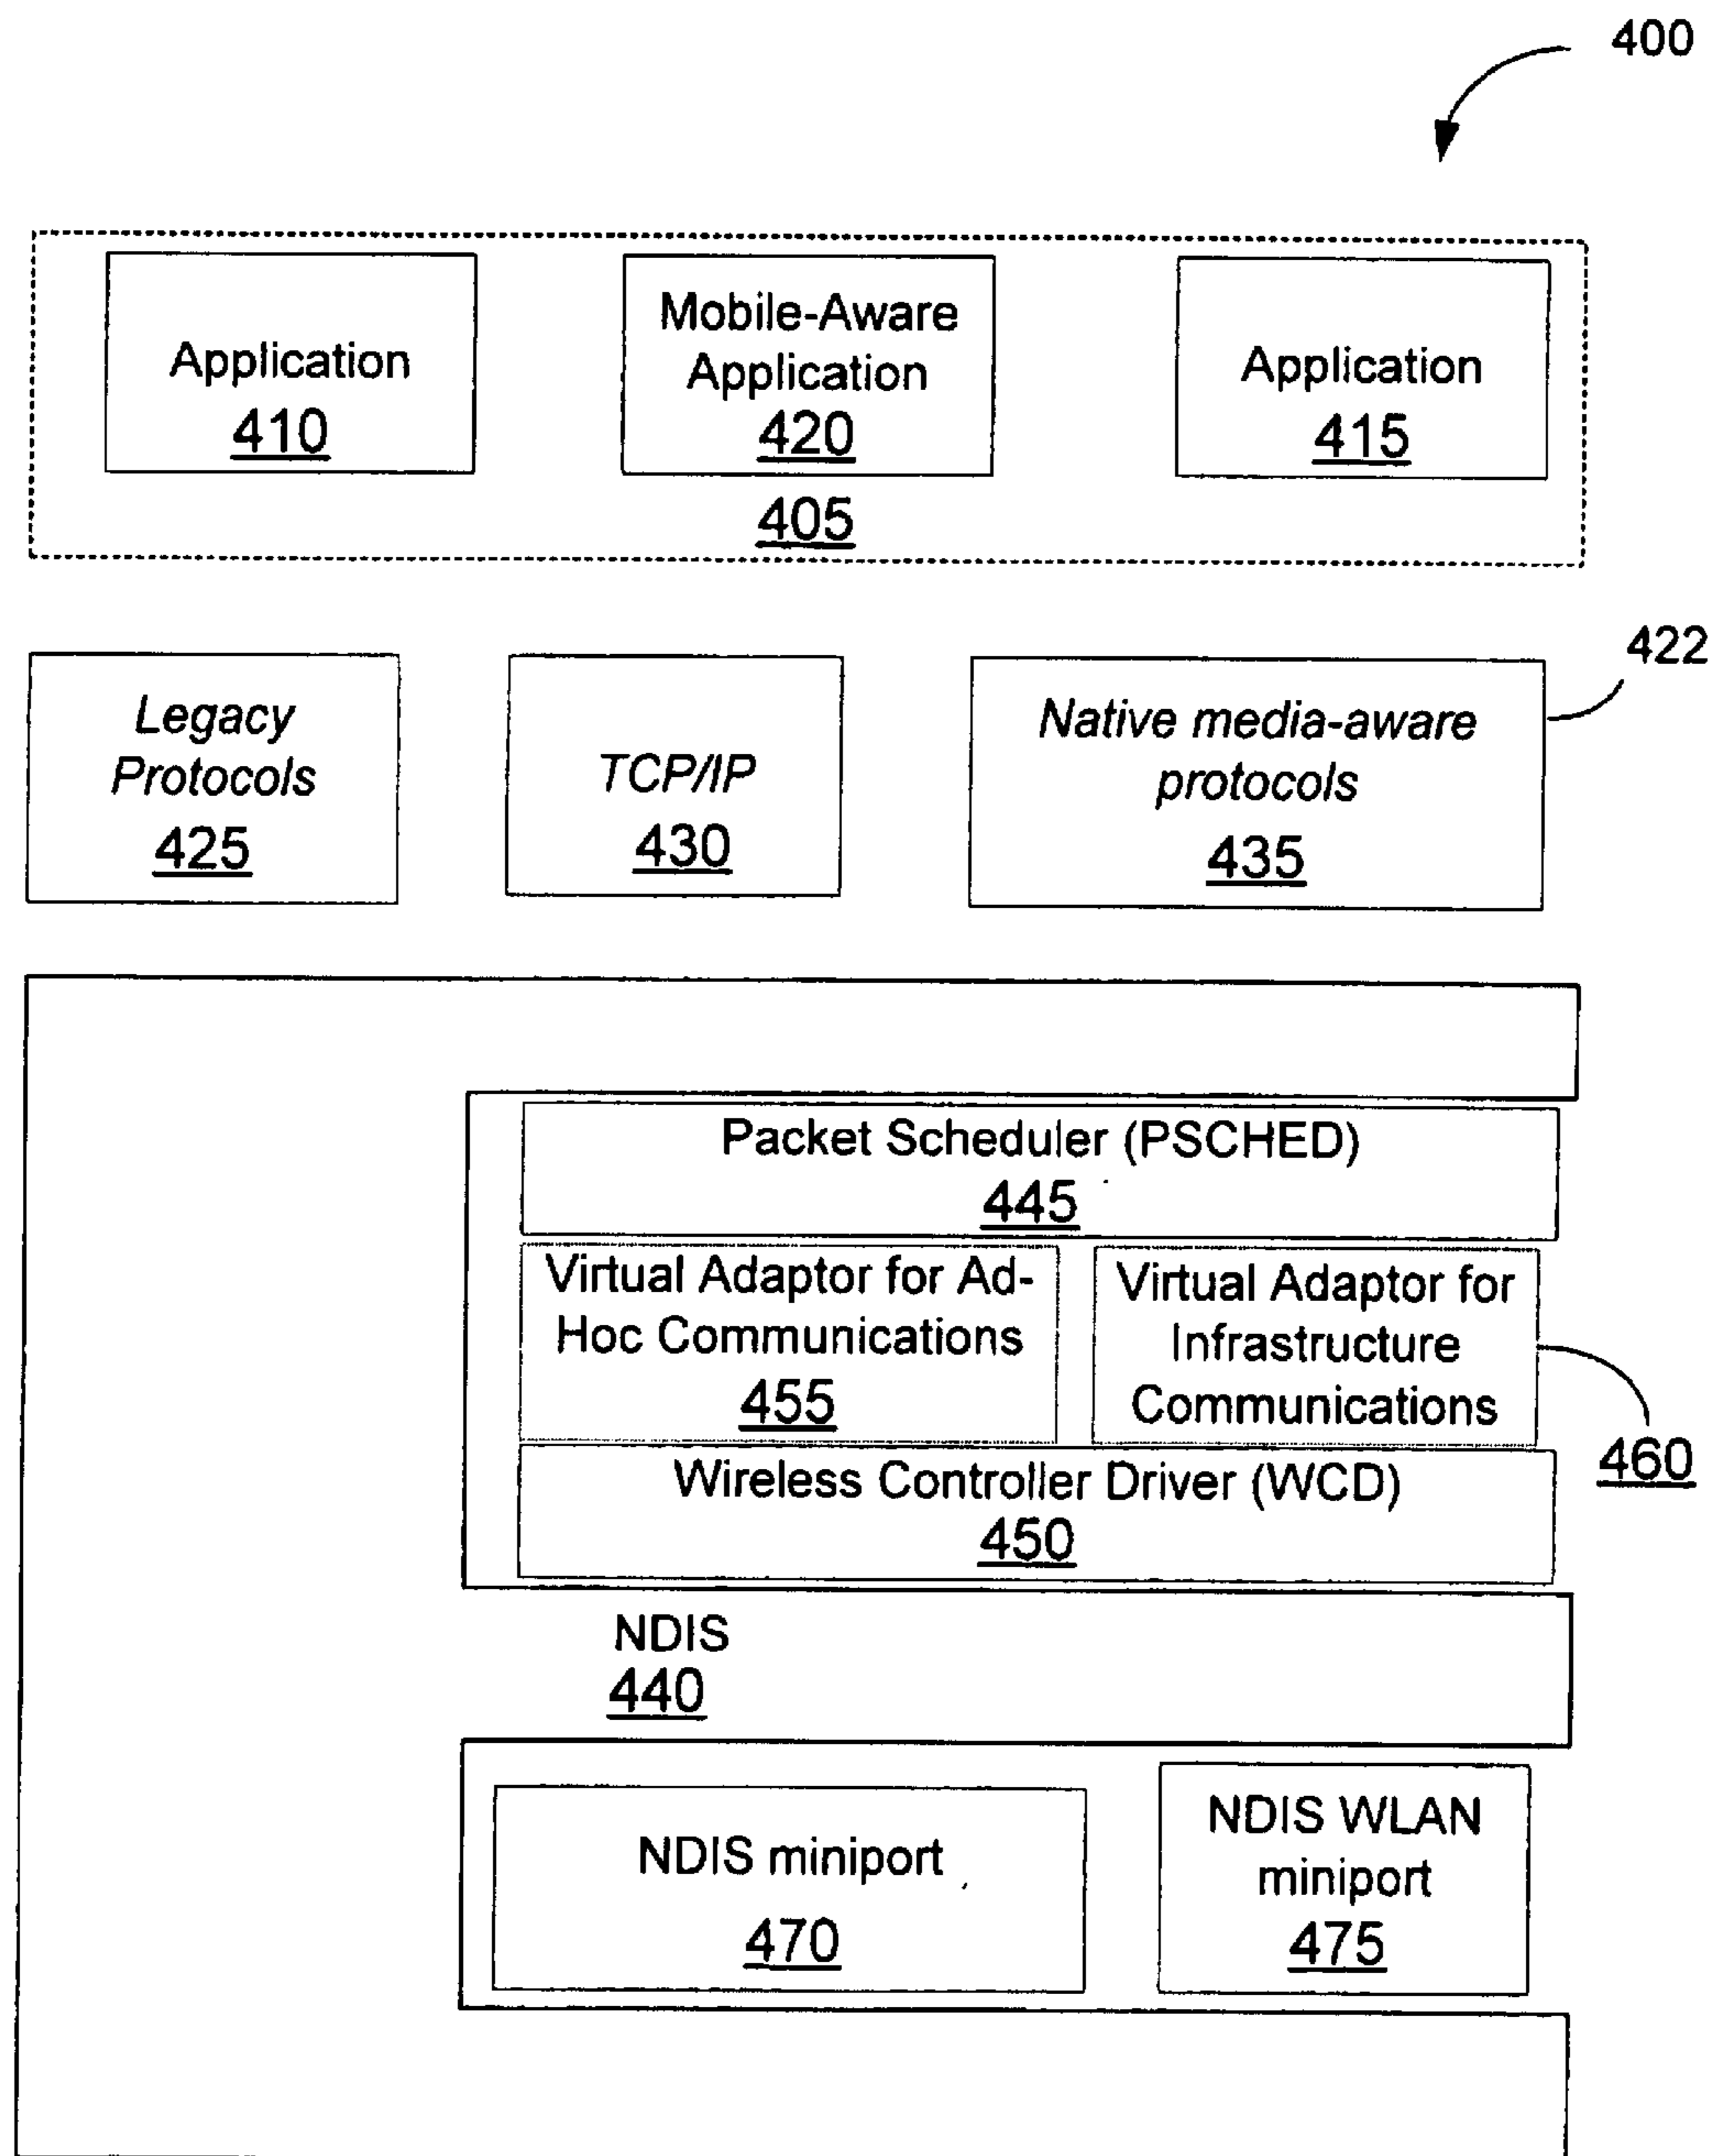 400
Application
410
Mobile-Aware
Application
420
Application
415
405
422
Legacy
Protocols
425
TCP/IP
430
Native media-aware
protocols
435
Packet Scheduler (PSCHED)
445
Virtual Adaptor for Ad-
Hoc Communications
455
Virtual Adaptor for
Infrastructure
Communications
460
Wireless Controller Driver (WCD)
450
NDIS
440
NDIS miniport
470
NDIS WLAN
miniport
475